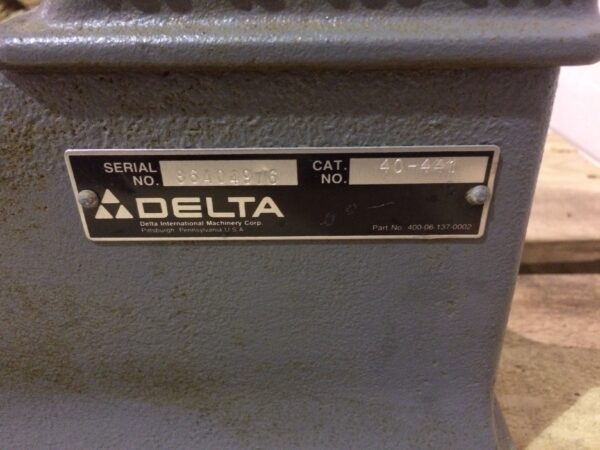 SERIAL NO. 86A04976
CAT. NO. 40-441
DELTA
Delta International Machinery Corp.
Pittsburgh, Pennsylvania U.S.A
Part No. 400-06-137-0002